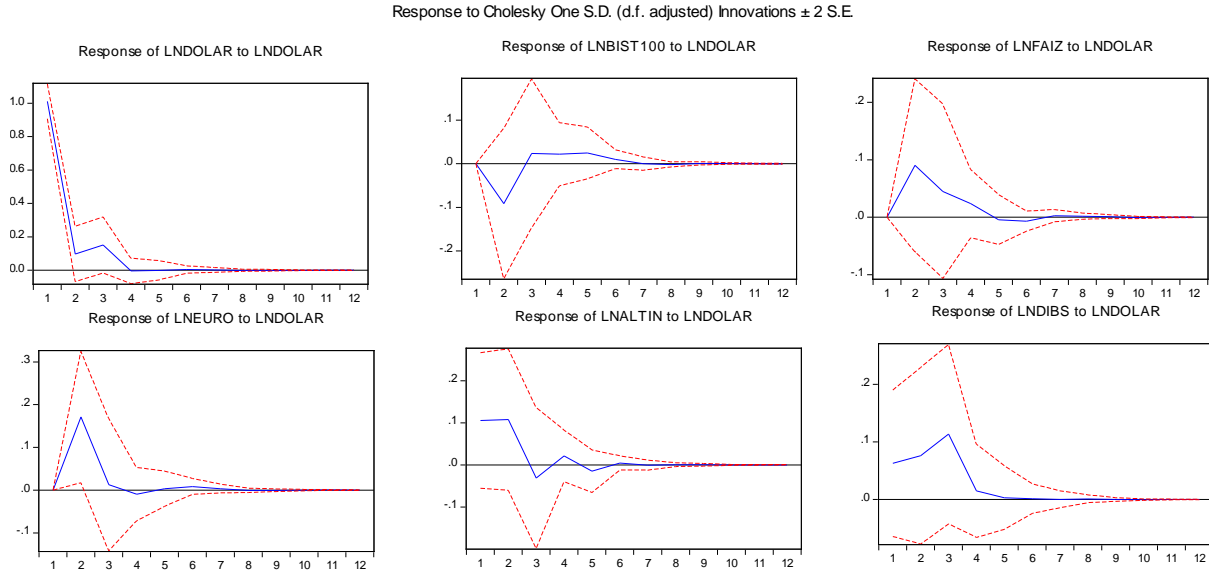 Response to Cholesky One S.D. (d.f. adjusted) Innovations ± 2 S.E.
Response of LNDOLAR to LNDOLAR
1.0
0.8
0.6
0.4
0.2
0.0
1 2 3 4 5 6 7 8 9 10 11 12
Response of LNBIST100 to LNDOLAR
.1
.0
-.1
-.2
1 2 3 4 5 6 7 8 9 10 11 12
Response of LNFAIZ to LNDOLAR
.2
.1
.0
-.1
1 2 3 4 5 6 7 8 9 10 11 12
Response of LNEURO to LNDOLAR
.3
.2
.1
.0
-.1
1 2 3 4 5 6 7 8 9 10 11 12
Response of LNALTIN to LNDOLAR
.2
.1
.0
-.1
1 2 3 4 5 6 7 8 9 10 11 12
Response of LNDIBS to LNDOLAR
.2
.1
.0
1 2 3 4 5 6 7 8 9 10 11 12